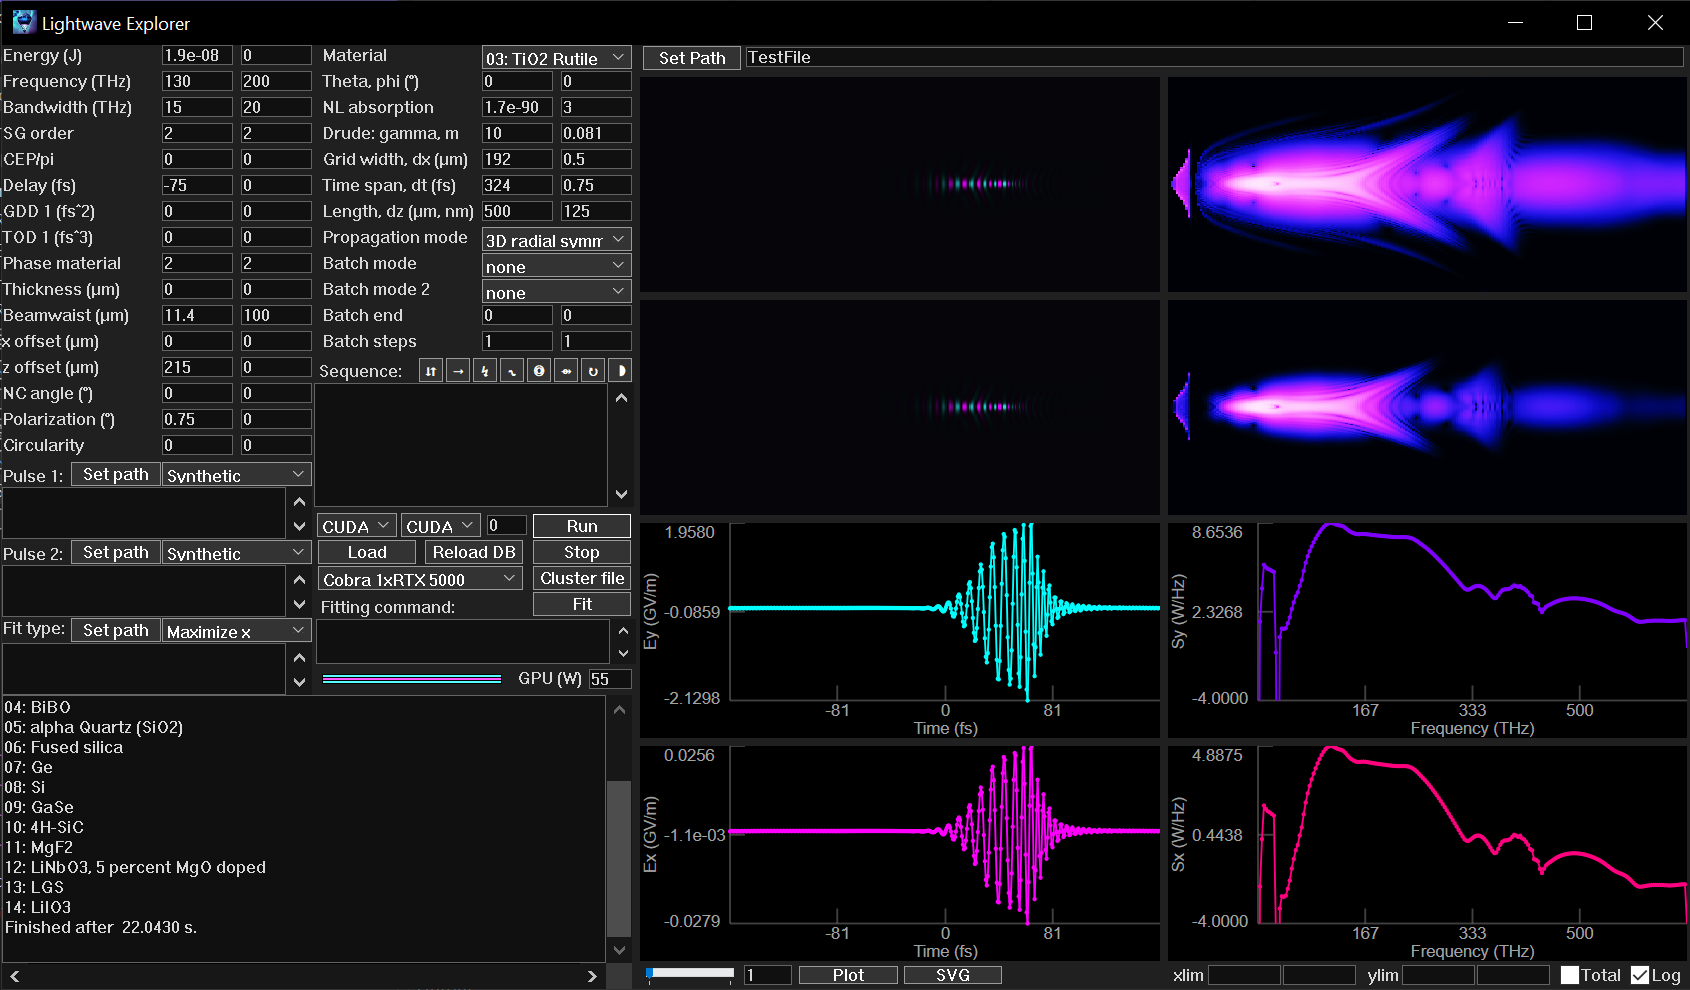 Lightwave Explorer
Energy (J) 1.9e-08 0
Frequency (THz) 130 200
Bandwidth (THz) 15 20
SG order 2 2
CEP/pi 0 0
Delay (fs) -75 0
GDD 1 (fs^2) 0 0
TOD 1 (fs^3) 0 0
Phase material 2 2
Thickness (µm) 0 0
Beamwaist (µm) 11.4 100
x offset (µm) 0 0
z offset (µm) 215 0
NC angle (°) 0 0
Polarization (°) 0.75 0
Circularity 0 0
Pulse 1: Set path Synthetic
Pulse 2: Set path Synthetic
Fit type: Set path Maximize x
Material 03: TiO2 Rutile
Theta, phi (°) 0 0
NL absorption 1.7e-90 3
Drude: gamma, m 10 0.081
Grid width, dx (µm) 192 0.5
Time span, dt (fs) 324 0.75
Length, dz (µm, nm) 500 125
Propagation mode 3D radial symm
Batch mode none
Batch mode 2 none
Batch end 0 0
Batch steps 1 1
Sequence:
CUDA CUDA 0 Run
Load Reload DB Stop
Cobra 1xRTX 5000 Cluster file
Fitting command: Fit
GPU (W) 55
04: BiBO
05: alpha Quartz (SiO2)
06: Fused silica
07: Ge
08: Si
09: GaSe
10: 4H-SiC
11: MgF2
12: LiNbO3, 5 percent MgO doped
13: LGS
14: LiIO3
Finished after 22.0430 s.
Set Path TestFile
1.9580
-0.0859
-2.1298
Ey (GV/m)
-81 0 81
Time (fs)
8.6536
2.3268
-4.0000
Sy (W/Hz)
167 333 500
Frequency (THz)
0.0256
-1.1e-03
-0.0279
Ex (GV/m)
-81 0 81
Time (fs)
4.8875
0.4438
-4.0000
Sx (W/Hz)
167 333 500
Frequency (THz)
1 Plot SVG xlim ylim Total Log